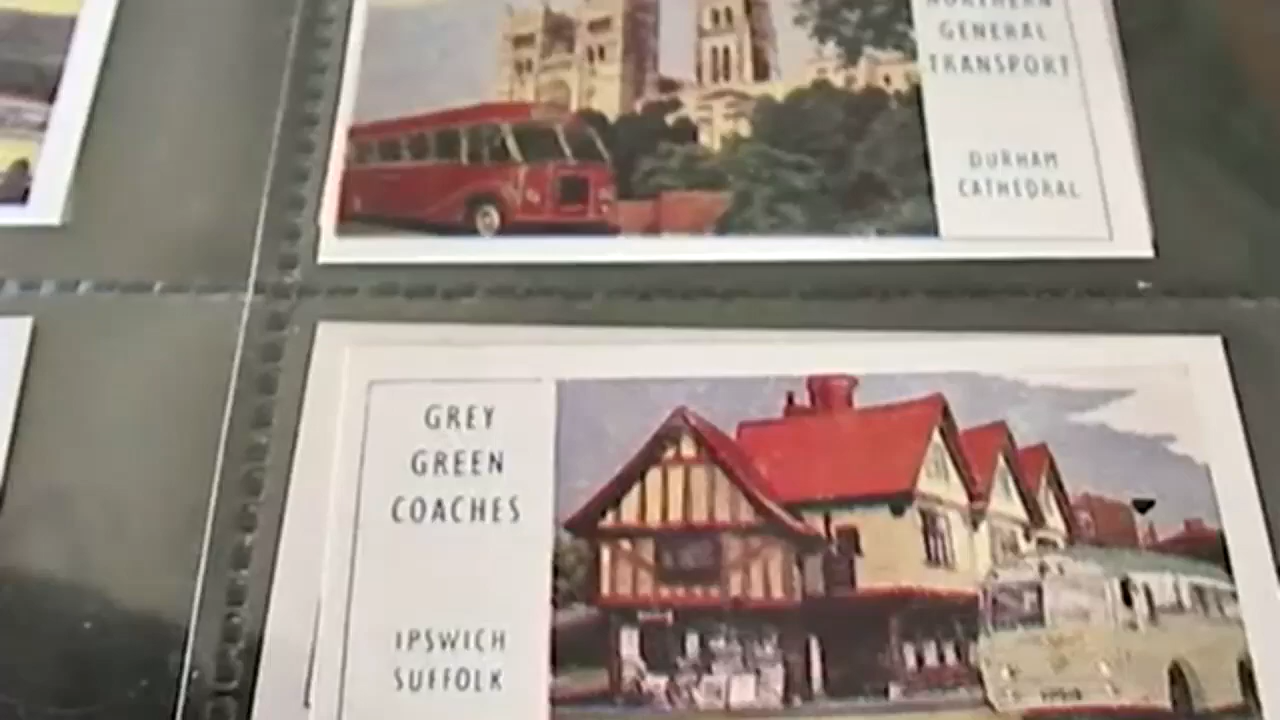 NORTHERN
GENERAL
TRANSPORT
DURHAM
CATHEDRAL
GREY
GREEN
COACHES
IPSWICH
SUFFOLK